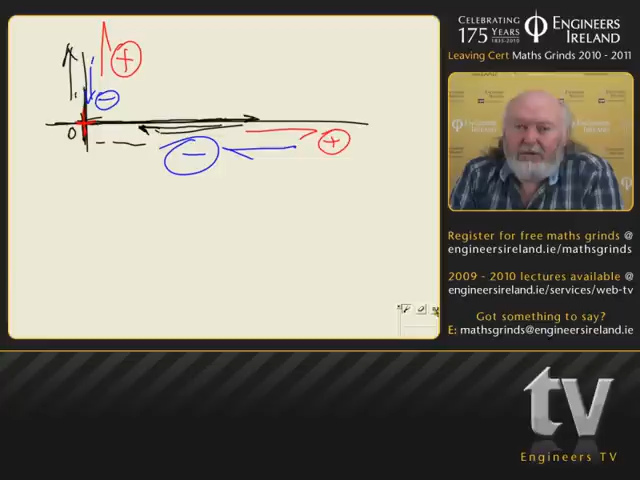 CELEBRATING
175 YEARS
1835-2010
ENGINEERS
IRELAND
Leaving Cert Maths Grinds 2010 - 2011
+
−
0
−
+
Register for free maths grinds @
engineersireland.ie/mathsgrinds
2009 - 2010 lectures available @
engineersireland.ie/services/web-tv
Got something to say?
E: mathsgrinds@engineersireland.ie
tv
Engineers TV